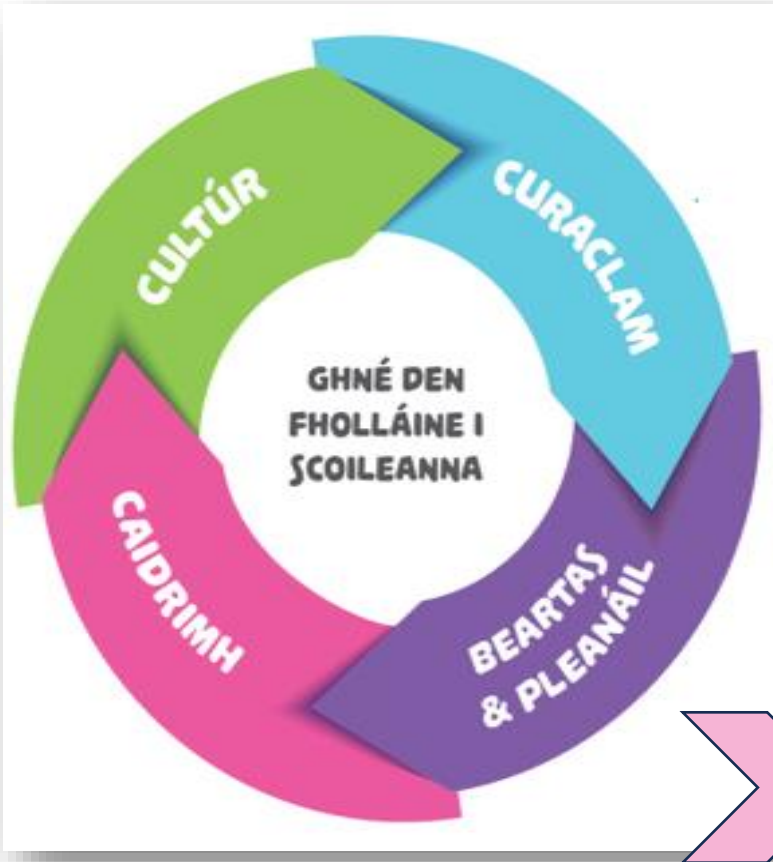 CULTÚR
CURACLAM
GHNÉ DEN
FHOLLÁINE I
SCOILEANNA
CAIDRIMH
BEARTAS
& PLEANÁIL